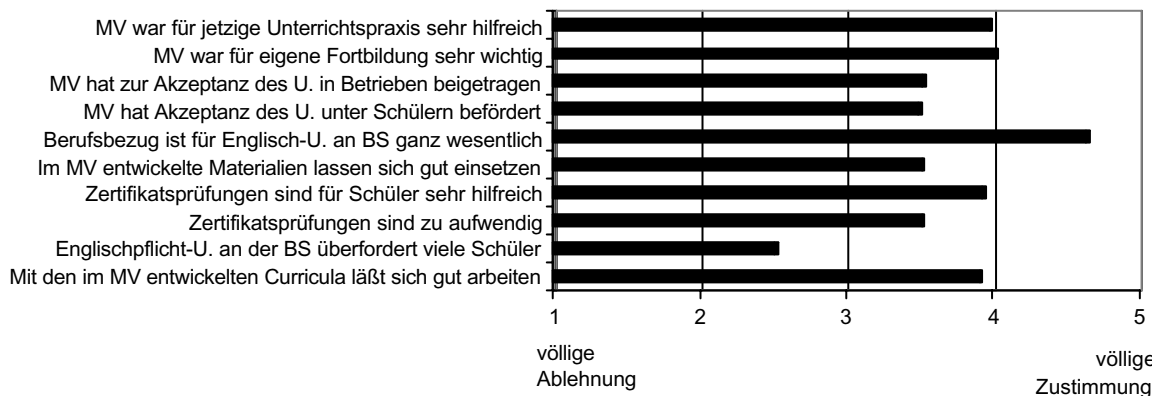 MV war für jetzige Unterrichtspraxis sehr hilfreich
MV war für eigene Fortbildung sehr wichtig
MV hat zur Akzeptanz des U. in Betrieben beigetragen
MV hat Akzeptanz des U. unter Schülern befördert
Berufsbezug ist für Englisch-U. an BS ganz wesentlich
Im MV entwickelte Materialien lassen sich gut einsetzen
Zertifikatsprüfungen sind für Schüler sehr hilfreich
Zertifikatsprüfungen sind zu aufwendig
Englischpflicht-U. an der BS überfordert viele Schüler
Mit den im MV entwickelten Curricula läßt sich gut arbeiten
1 2 3 4 5
völlige völlige
Ablehnung Zustimmung